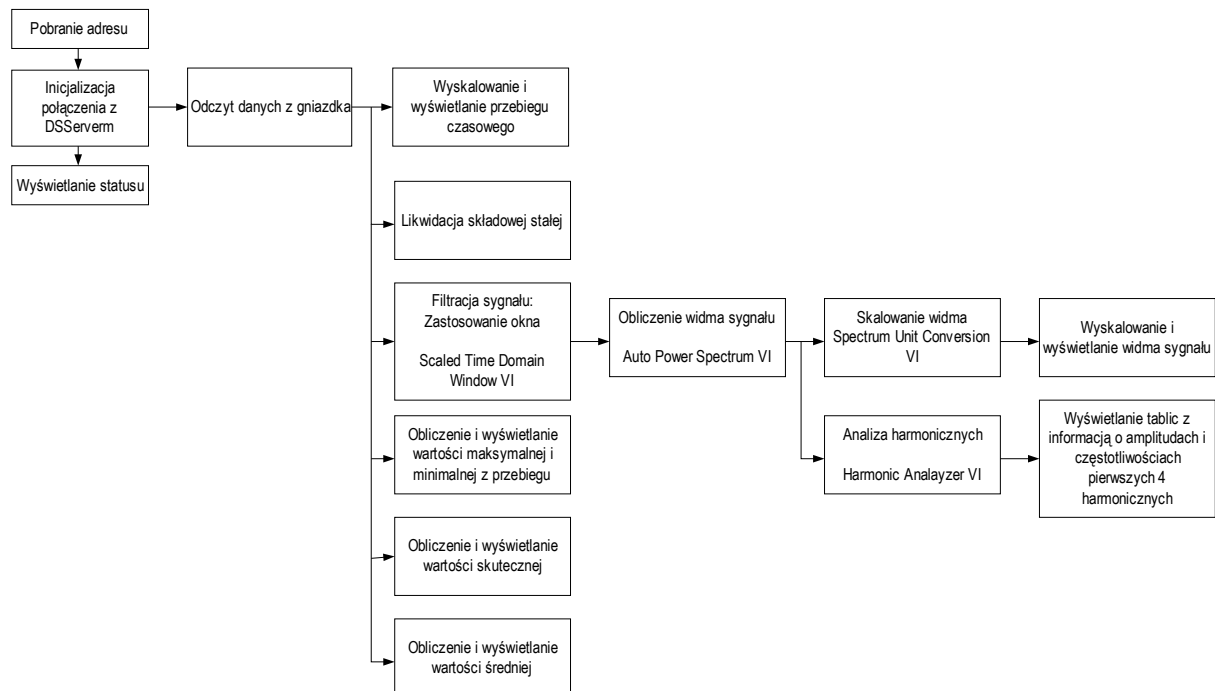 Pobranie adresu
Inicjalizacja
połączenia z
DSServerm
Wyświetlanie statusu
Odczyt danych z gniazdka
Wyskalowanie i
wyświetlanie przebiegu
czasowego
Likwidacja składowej stałej
Filtracja sygnału:
Zastosowanie okna
Scaled Time Domain
Window VI
Obliczenie i wyświetlanie
wartości maksymalnej i
minimalnej z przebiegu
Obliczenie i wyświetlanie
wartości skutecznej
Obliczenie i wyświetlanie
wartości średniej
Obliczenie widma sygnału
Auto Power Spectrum VI
Skalowanie widma
Spectrum Unit Conversion
VI
Analiza harmonicznych
Harmonic Analayzer VI
Wyskalowanie i
wyświetlanie widma sygnału
Wyświetlanie tablic z
informacją o amplitudach i
częstotliwościach
pierwszych 4
harmonicznych